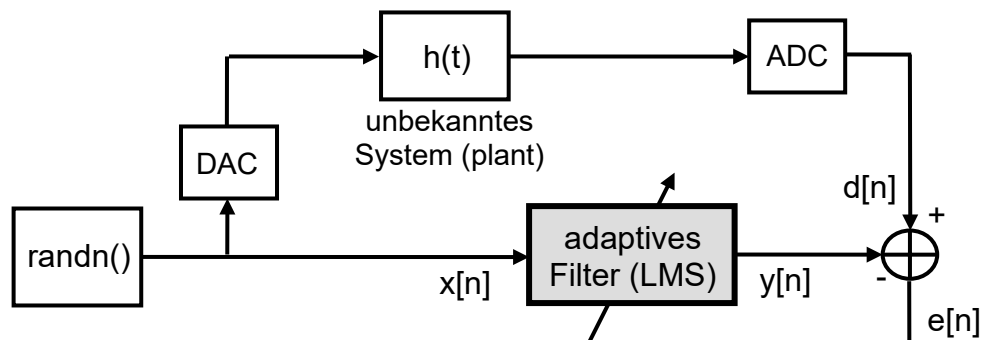 h(t)
ADC
unbekanntes
System (plant)
DAC
d[n]
+
randn()
adaptives
Filter (LMS)
-
x[n]
y[n]
e[n]